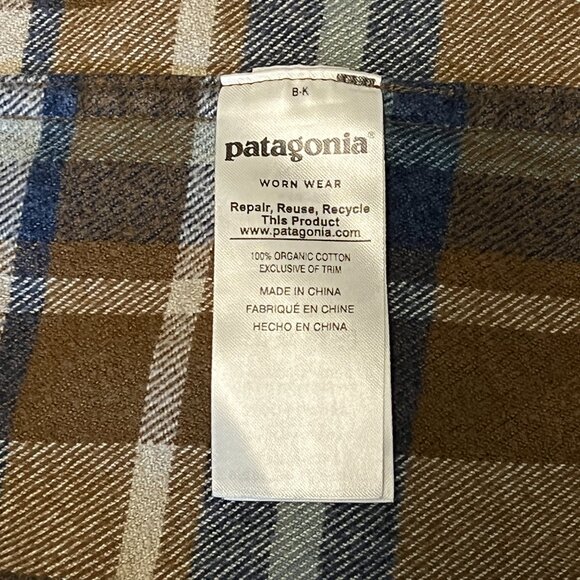 B-K
patagonia®
WORN WEAR
Repair, Reuse, Recycle
This Product
www.patagonia.com
100% ORGANIC COTTON
EXCLUSIVE OF TRIM
MADE IN CHINA
FABRIQUÉ EN CHINE
HECHO EN CHINA